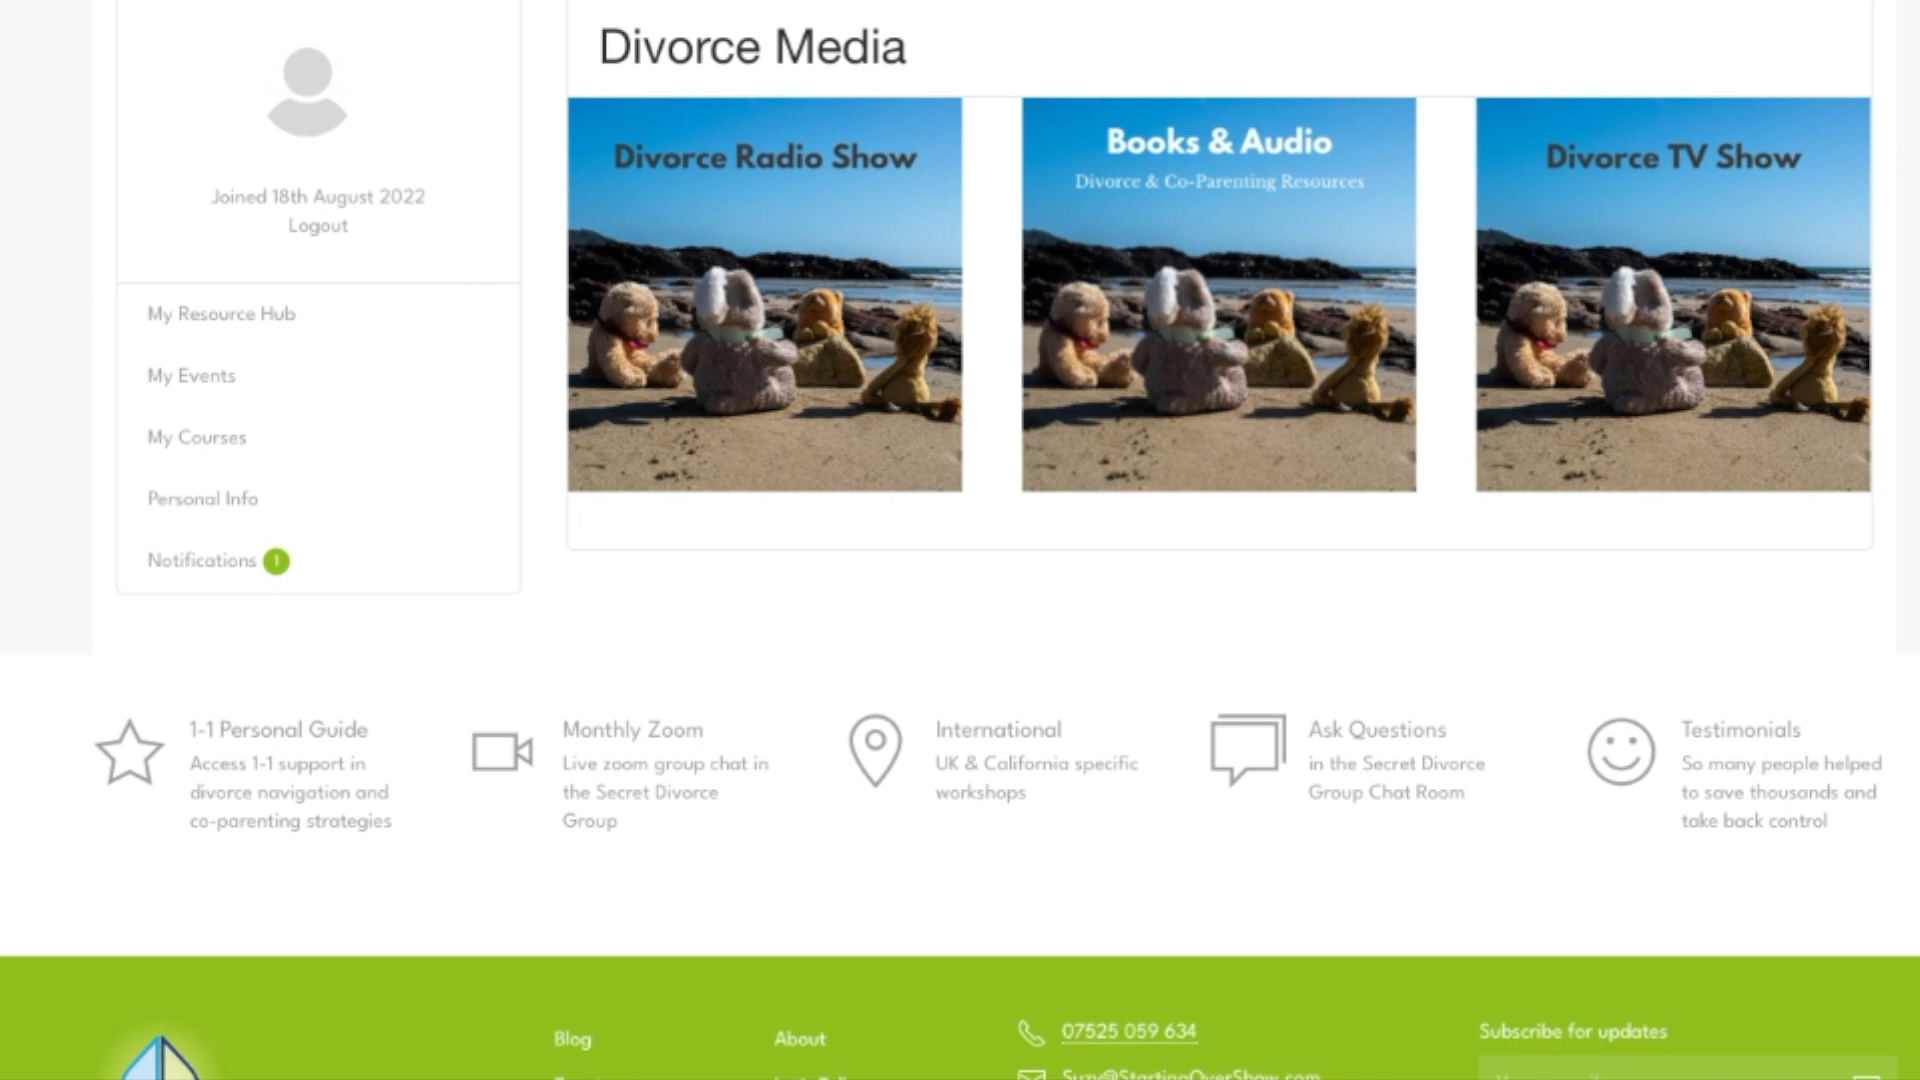 Divorce Media
Divorce Radio Show
Books & Audio
Divorce & Co-Parenting Resources
Divorce TV Show
Joined 18th August 2022
Logout
My Resource Hub
My Events
My Courses
Personal Info
Notifications 1
1-1 Personal Guide
Access 1-1 support in
divorce navigation and
co-parenting strategies
Monthly Zoom
Live zoom group chat in
the Secret Divorce
Group
International
UK & California specific
workshops
Ask Questions
in the Secret Divorce
Group Chat Room
Testimonials
So many people helped
to save thousands and
take back control
Blog
About
07525 059 634
Suzy@StartingOverShow.com
Subscribe for updates